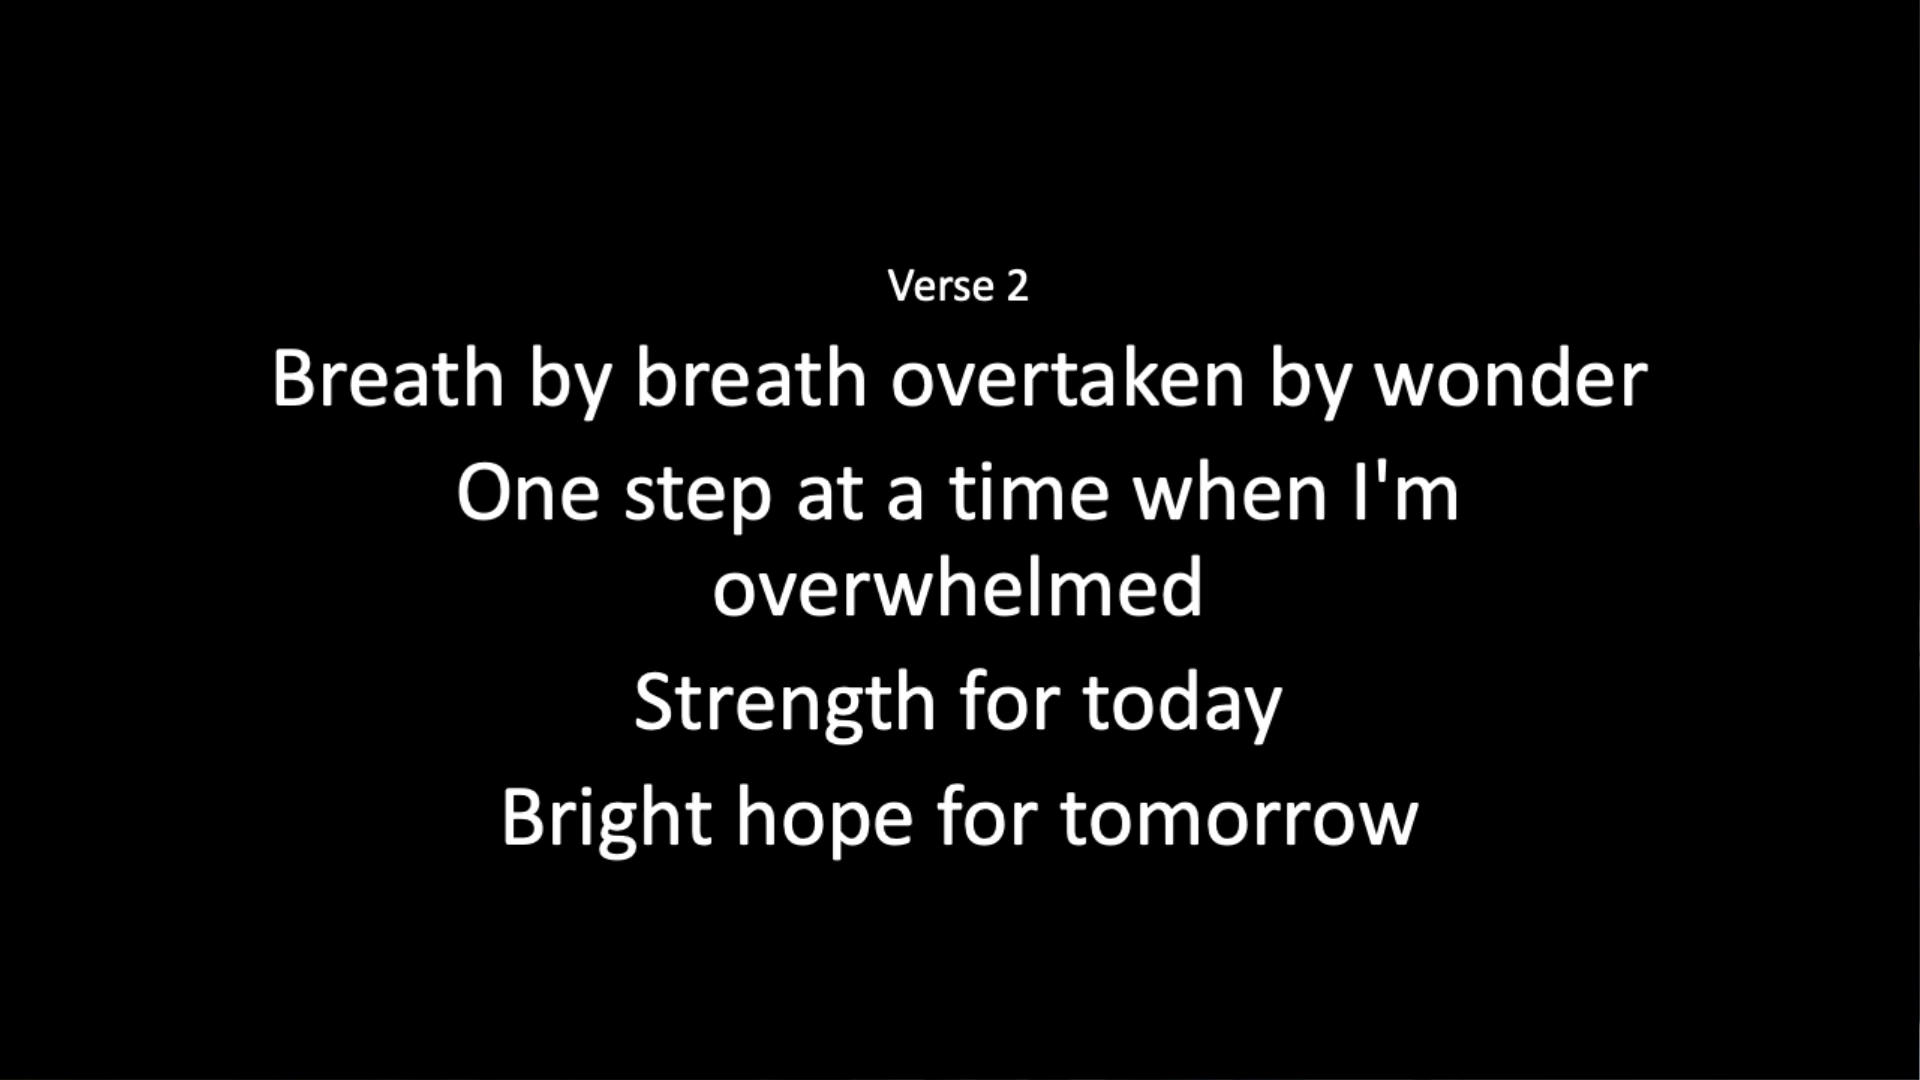 Verse 2
Breath by breath overtaken by wonder
One step at a time when I'm
overwhelmed
Strength for today
Bright hope for tomorrow